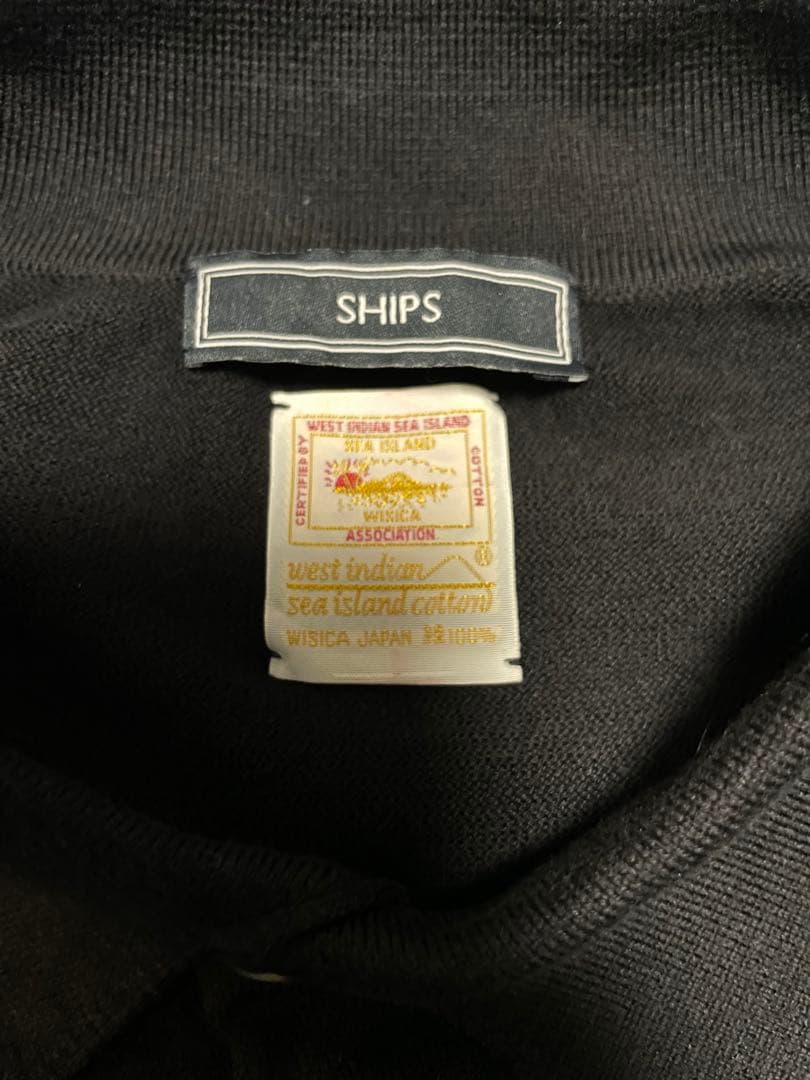 SHIPS
WEST INDIAN SEA ISLAND
CERTIFIED BY
SEA ISLAND
COTTON
WISICA
ASSOCIATION
west indian ®
sea island cotton
WISICA JAPAN 綿100%